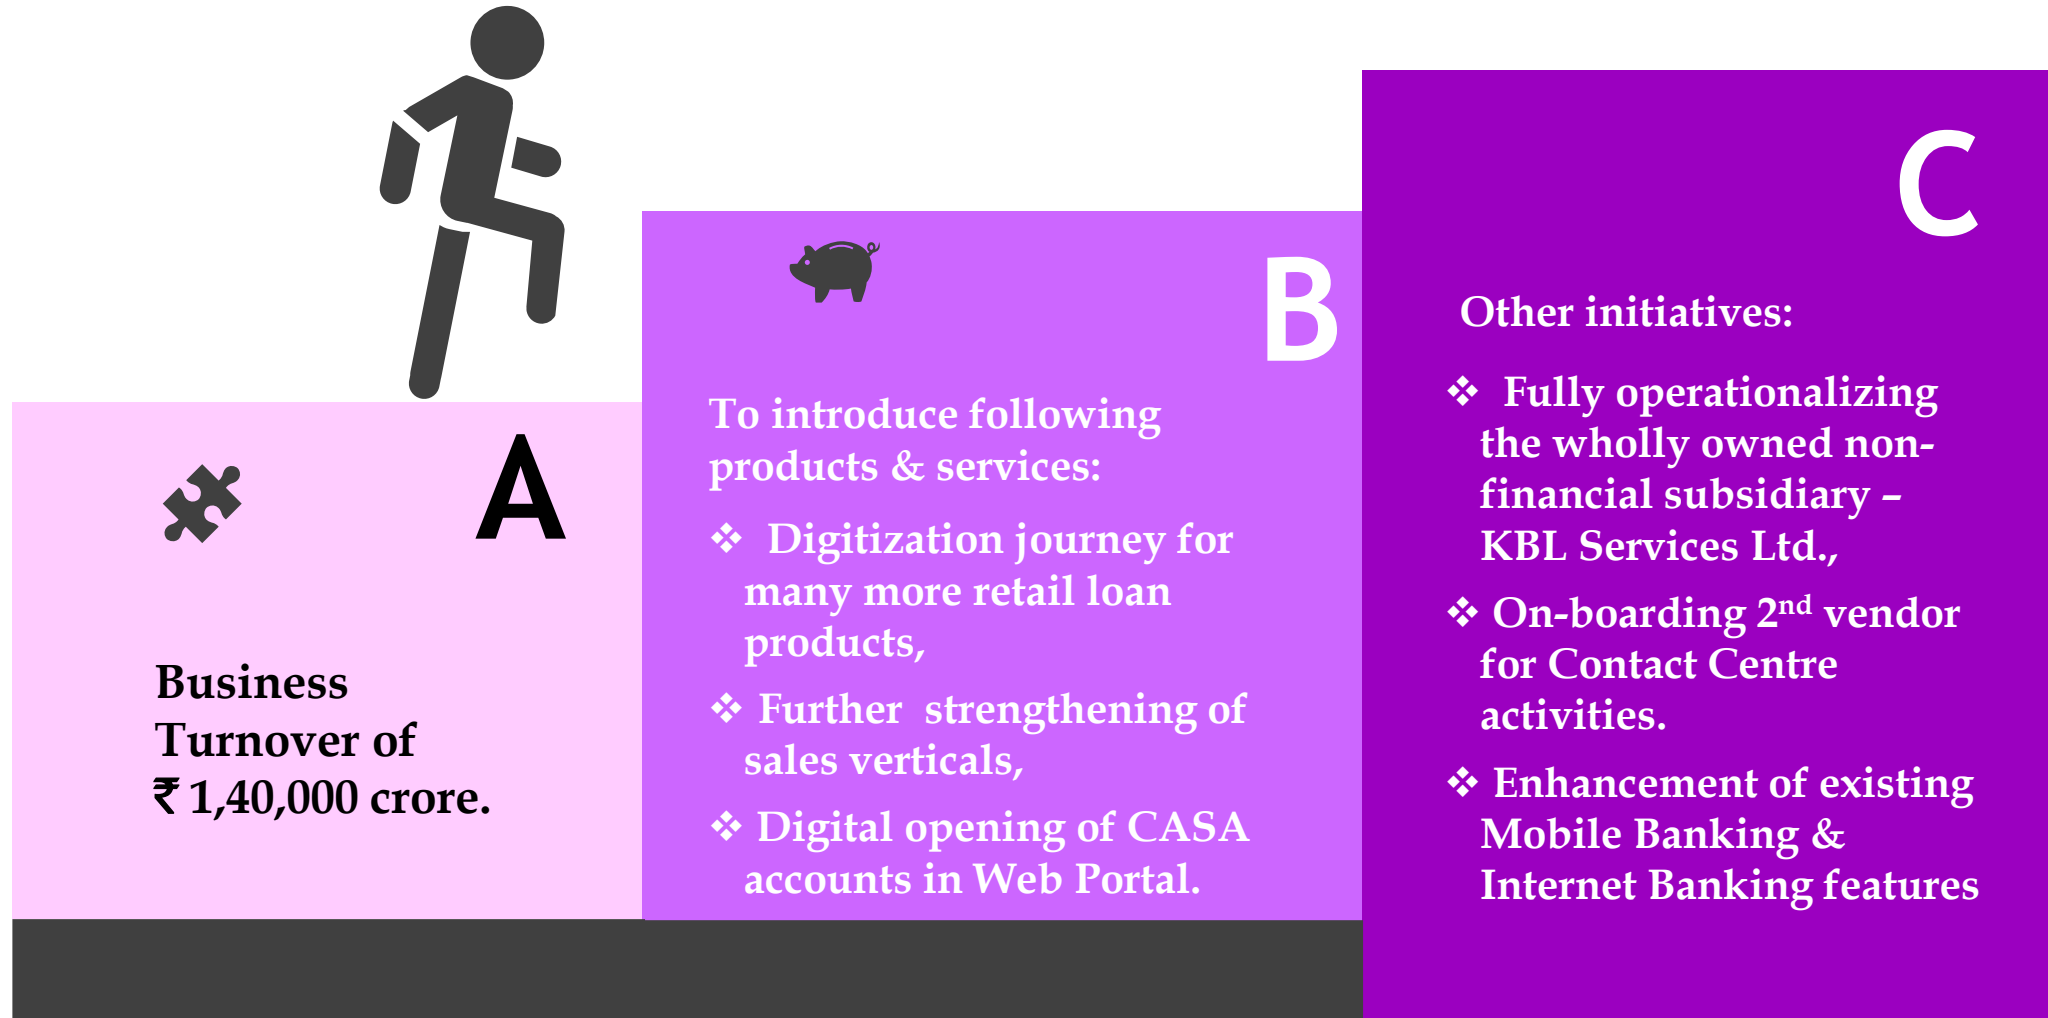 A
Business
Turnover of
₹ 1,40,000 crore.
B
To introduce following
products & services:
❖ Digitization journey for
many more retail loan
products,
❖ Further strengthening of
sales verticals,
❖ Digital opening of CASA
accounts in Web Portal.
C
Other initiatives:
❖ Fully operationalizing
the wholly owned non-
financial subsidiary –
KBL Services Ltd.,
❖ On-boarding 2nd vendor
for Contact Centre
activities.
❖ Enhancement of existing
Mobile Banking &
Internet Banking features